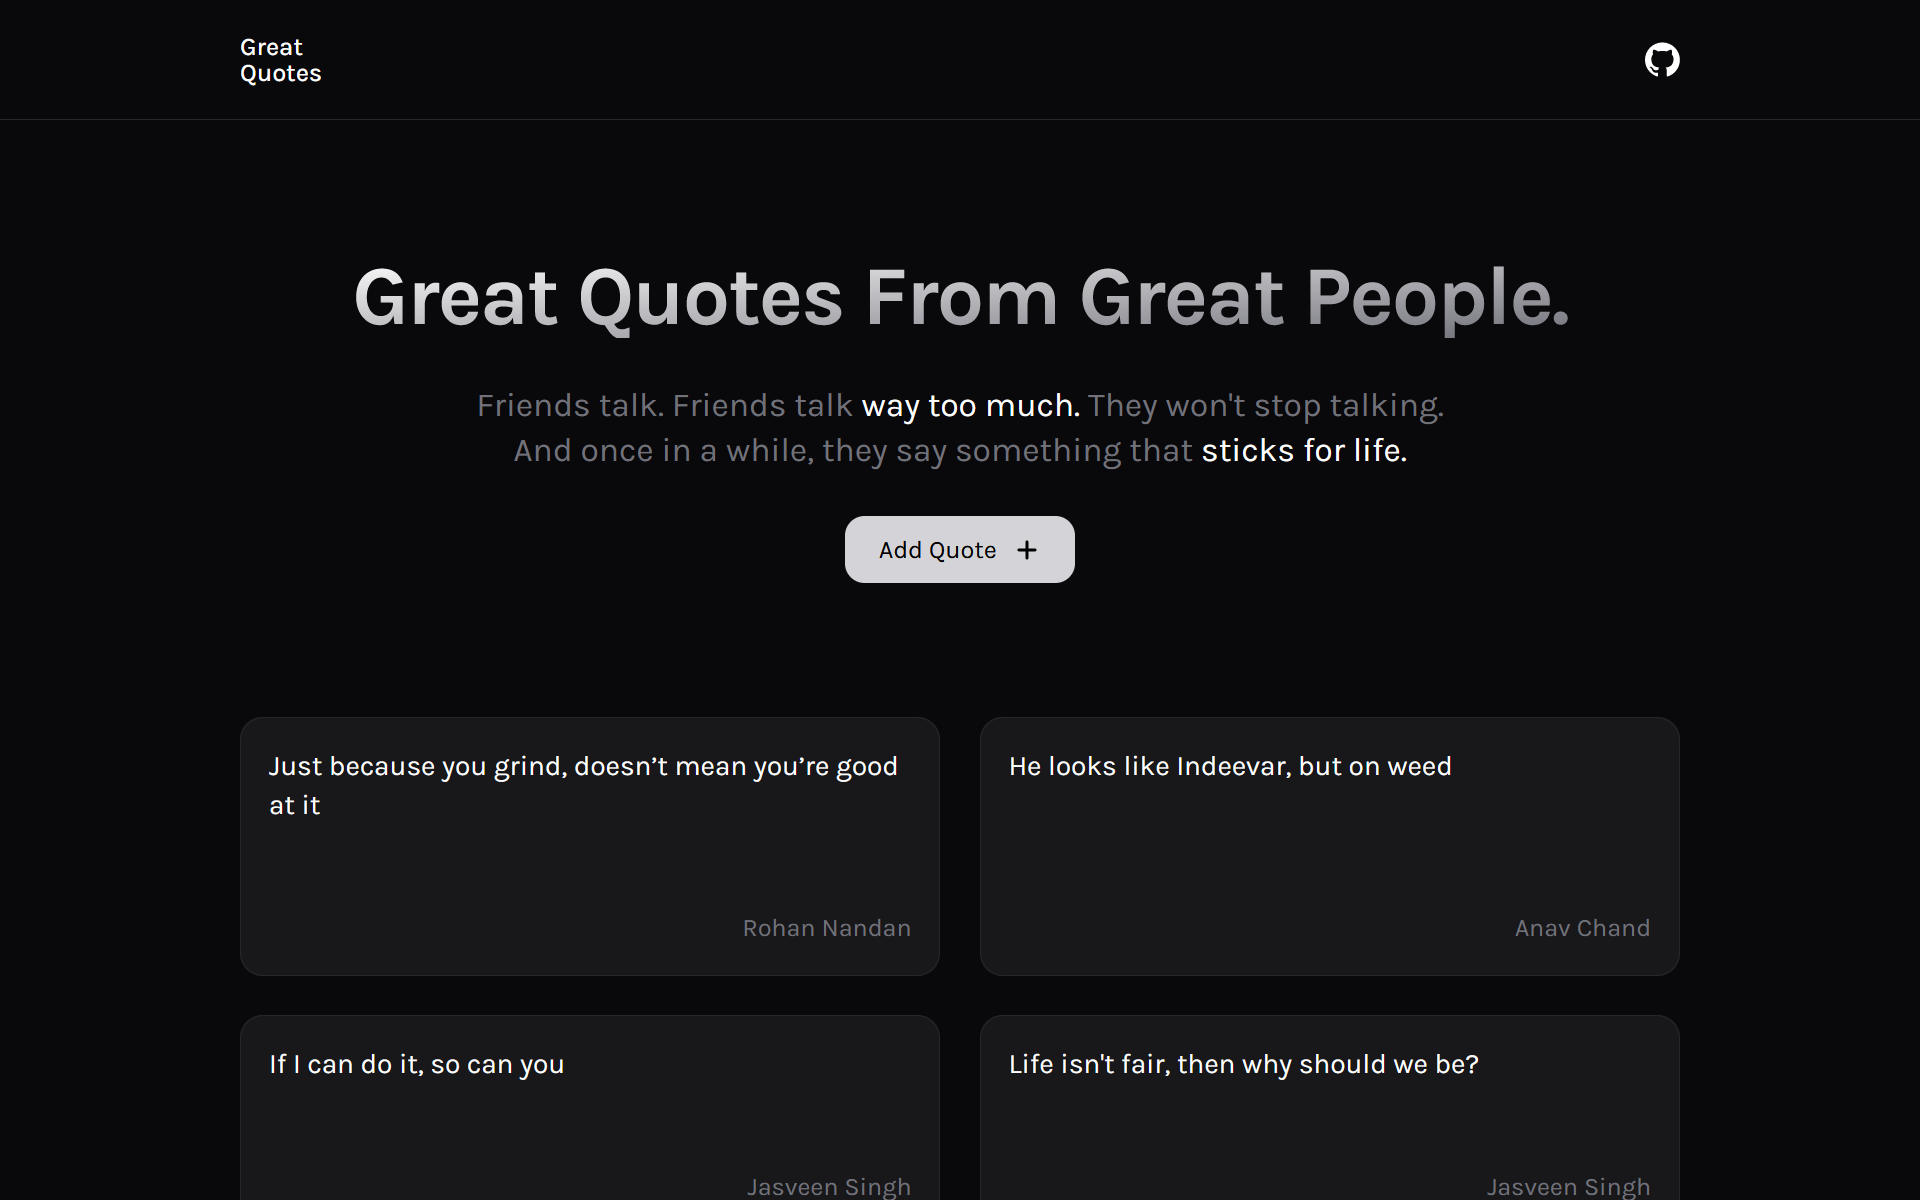 Great
Quotes
Great Quotes From Great People.
Friends talk. Friends talk way too much. They won't stop talking.
And once in a while, they say something that sticks for life.
Add Quote
Just because you grind, doesn’t mean you’re good
at it
Rohan Nandan
He looks like Indeevar, but on weed
Anav Chand
If I can do it, so can you
Jasveen Singh
Life isn't fair, then why should we be?
Jasveen Singh